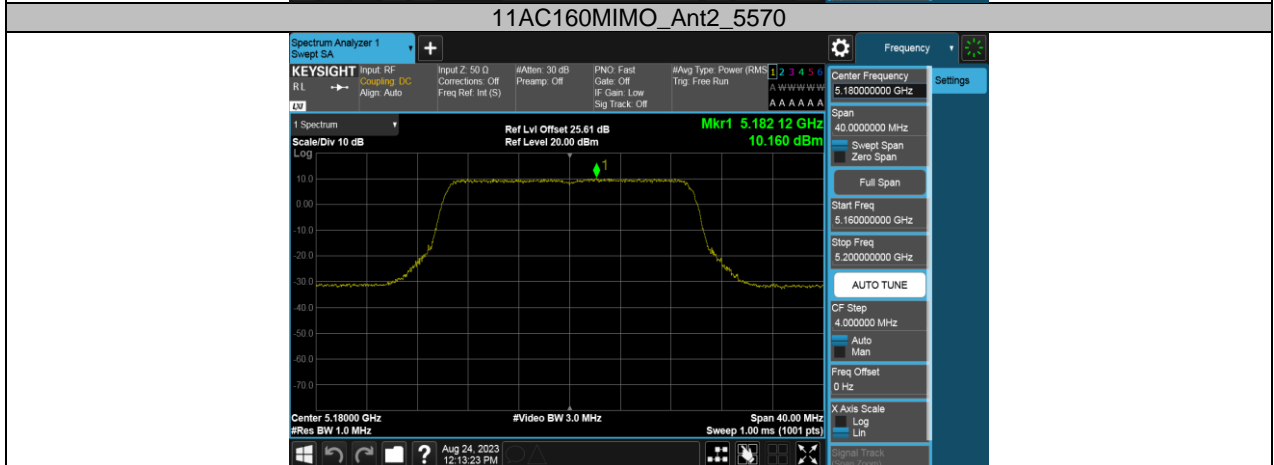 11AC160MIMO_Ant2_5570
Spectrum Analyzer 1
Swept SA
+
Frequency
KEYSIGHT Input: RF Input Z: 50 Ω #Atten: 30 dB PNO: Fast #Avg Type: Power (RMS 1 2 3 4 5 6
RL Coupling: DC Corrections: Off Preamp: Off Gate: Off Trig: Free Run
Align: Auto Freq Ref: Int (S) IF Gain: Low A W W W W W
Sig Track: Off A A A A A A
LXI
Center Frequency
5.180000000 GHz
Settings
1 Spectrum
Ref Lvl Offset 25.61 dB
Mkr1 5.182 12 GHz
Scale/Div 10 dB
Ref Level 20.00 dBm
10.160 dBm
Log
1
10.0
0.00
-10.0
-20.0
-30.0
-40.0
-50.0
-60.0
-70.0
Center 5.18000 GHz #Video BW 3.0 MHz Span 40.00 MHz
#Res BW 1.0 MHz Sweep 1.00 ms (1001 pts)
Span
40.0000000 MHz
Swept Span
Zero Span
Full Span
Start Freq
5.160000000 GHz
Stop Freq
5.200000000 GHz
AUTO TUNE
CF Step
4.000000 MHz
Auto
Man
Freq Offset
0 Hz
X Axis Scale
Log
Lin
Signal Track
(Span Zoom)
?
Aug 24, 2023
12:13:23 PM